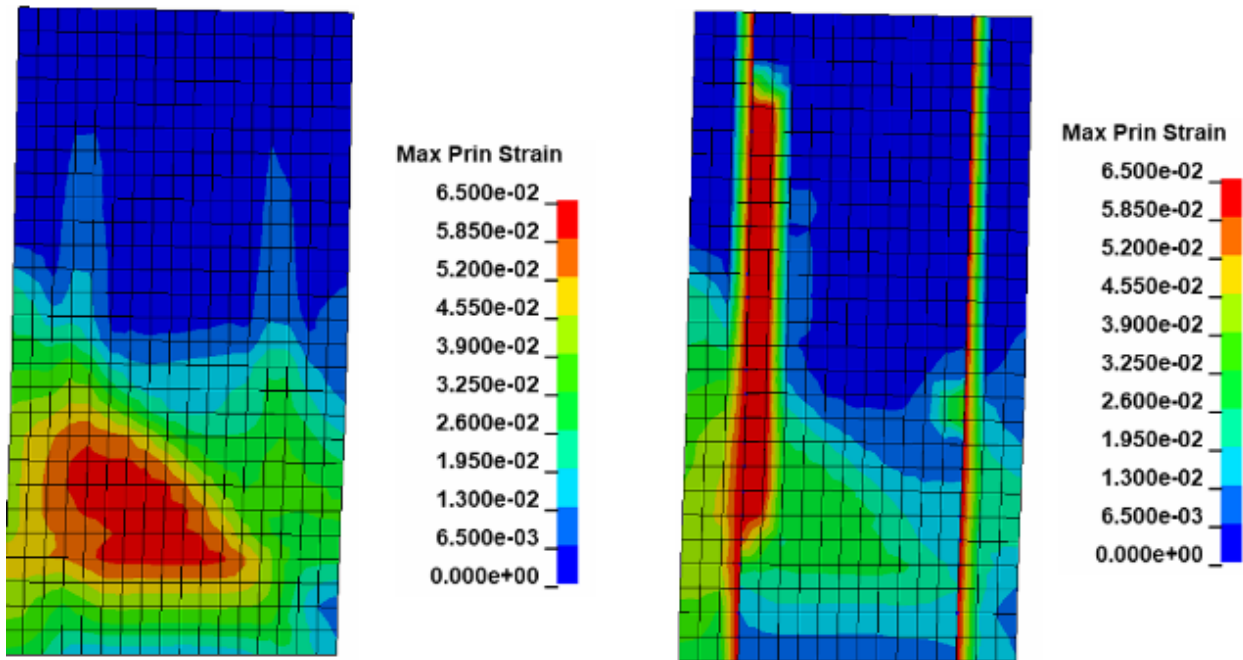 Max Prin Strain
6.500e-02
5.850e-02
5.200e-02
4.550e-02
3.900e-02
3.250e-02
2.600e-02
1.950e-02
1.300e-02
6.500e-03
0.000e+00
Max Prin Strain
6.500e-02
5.850e-02
5.200e-02
4.550e-02
3.900e-02
3.250e-02
2.600e-02
1.950e-02
1.300e-02
6.500e-03
0.000e+00